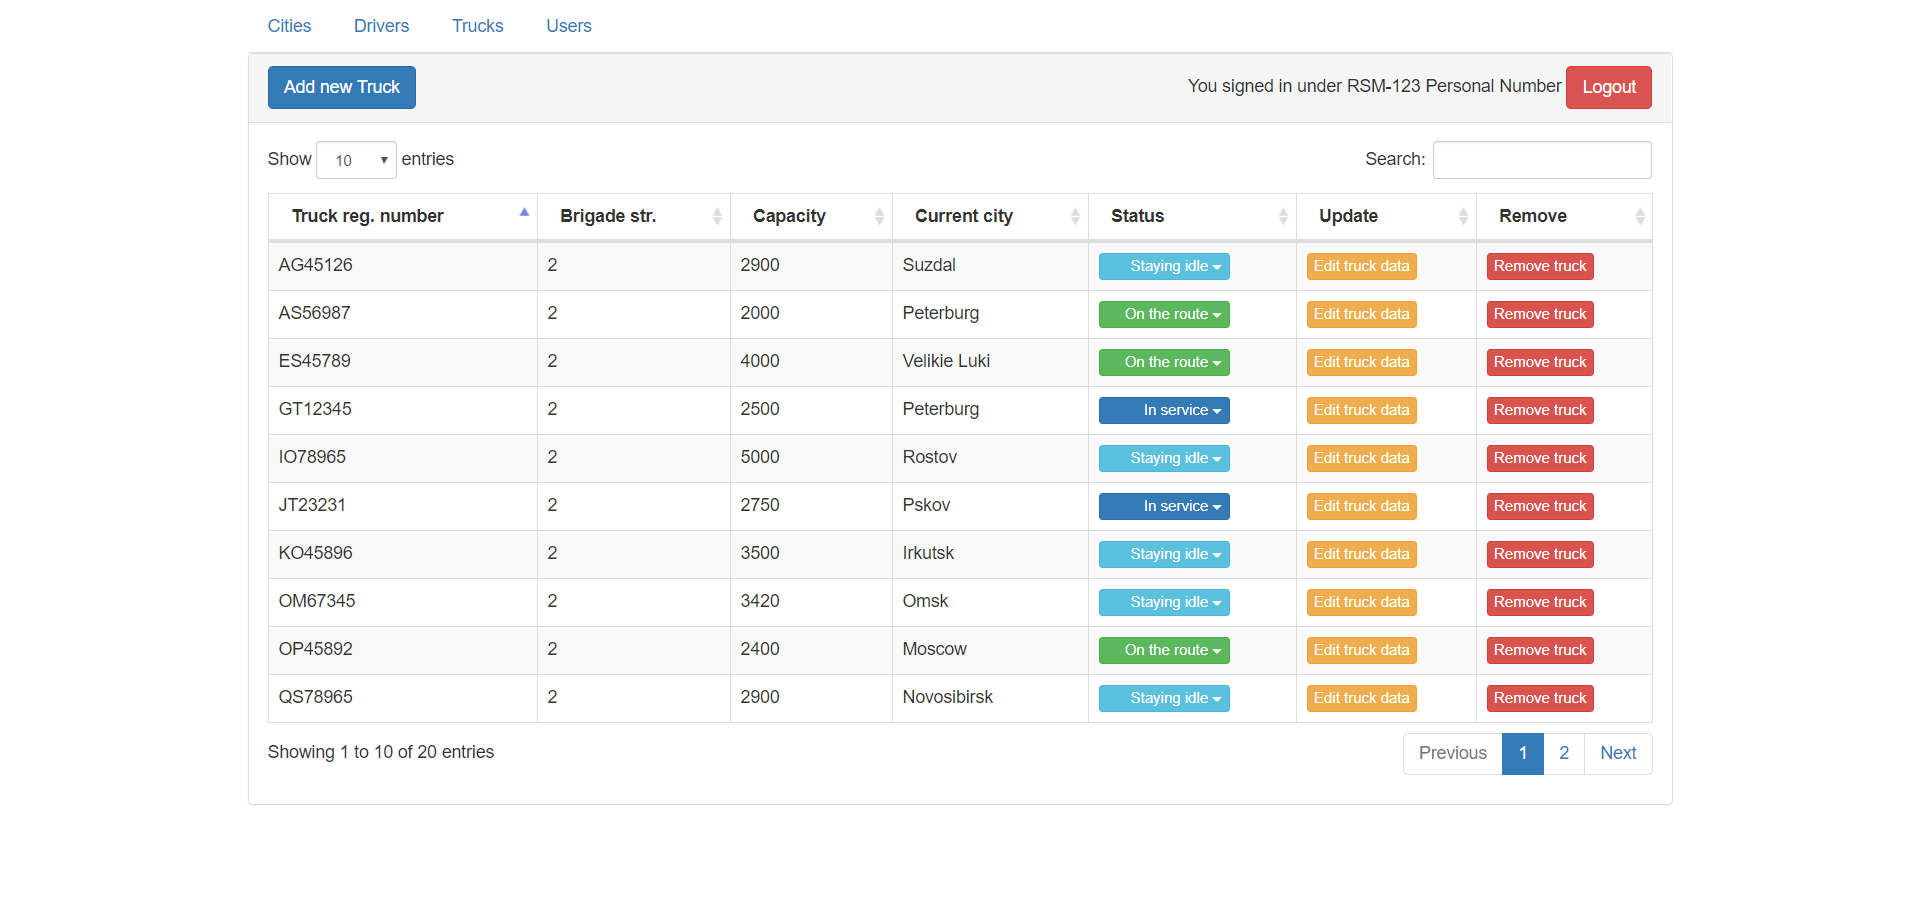 Cities Drivers Trucks Users
Add new Truck You signed in under RSM-123 Personal Number Logout
Show 10 entries Search:
Truck reg. number Brigade str. Capacity Current city Status Update Remove
AG45126 2 2900 Suzdal Staying idle Edit truck data Remove truck
AS56987 2 2000 Peterburg On the route Edit truck data Remove truck
ES45789 2 4000 Velikie Luki On the route Edit truck data Remove truck
GT12345 2 2500 Peterburg In service Edit truck data Remove truck
IO78965 2 5000 Rostov Staying idle Edit truck data Remove truck
JT23231 2 2750 Pskov In service Edit truck data Remove truck
KO45896 2 3500 Irkutsk Staying idle Edit truck data Remove truck
OM67345 2 3420 Omsk Staying idle Edit truck data Remove truck
OP45892 2 2400 Moscow On the route Edit truck data Remove truck
QS78965 2 2900 Novosibirsk Staying idle Edit truck data Remove truck
Showing 1 to 10 of 20 entries Previous 1 2 Next